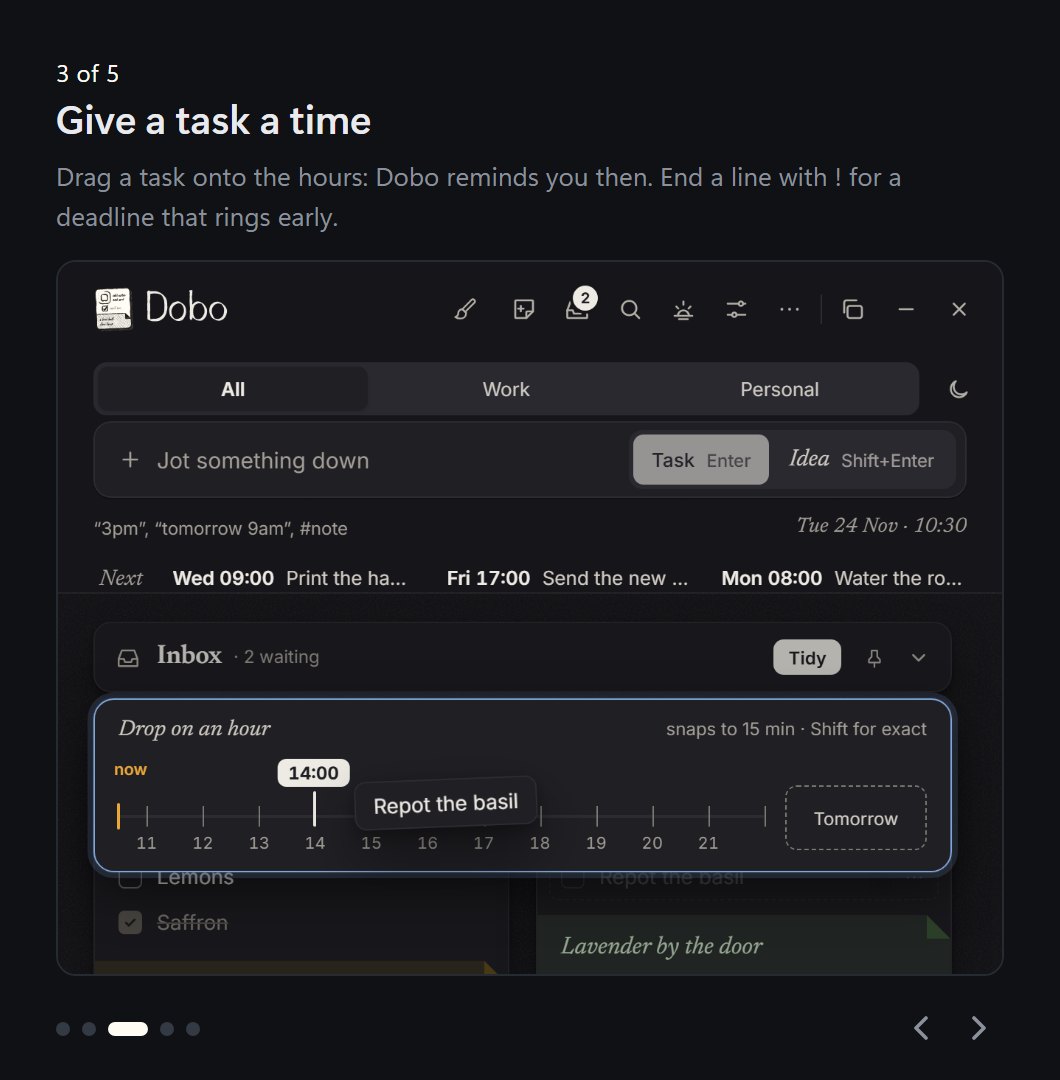 3 of 5
Give a task a time
Drag a task onto the hours: Dobo reminds you then. End a line with ! for a
deadline that rings early.
Dobo
2
All Work Personal
Jot something down Task Enter Idea Shift+Enter
“3pm”, “tomorrow 9am”, #note Tue 24 Nov · 10:30
Next Wed 09:00 Print the ha... Fri 17:00 Send the new ... Mon 08:00 Water the ro...
Inbox · 2 waiting Tidy
Drop on an hour snaps to 15 min · Shift for exact
now 14:00
Repot the basil
Tomorrow
11 12 13 14 15 16 17 18 19 20 21
Lemons Repot the basil
Saffron
Lavender by the door